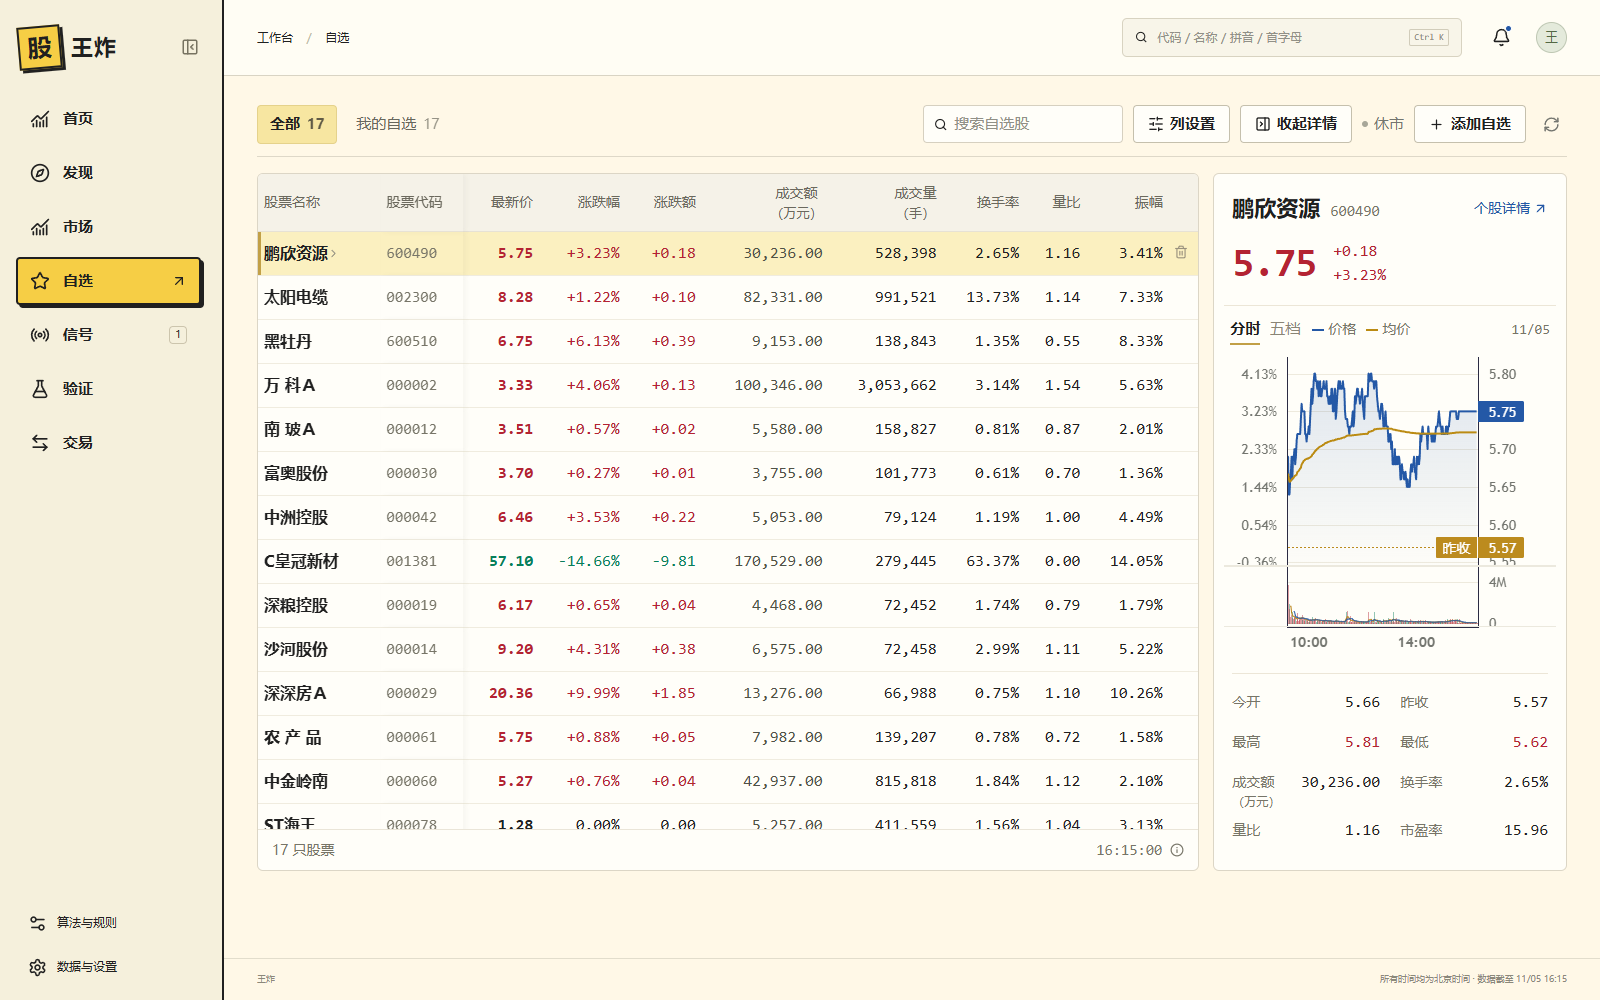 股 王炸
首页
发现
市场
自选
信号 1
验证
交易
算法与规则
数据与设置
工作台 / 自选
代码 / 名称 / 拼音 / 首字母 Ctrl K
王
全部 17 我的自选 17
搜索自选股 列设置 收起详情 休市 添加自选
股票名称 股票代码 最新价 涨跌幅 涨跌额 成交额(万元) 成交量(手) 换手率 量比 振幅
鹏欣资源 600490 5.75 +3.23% +0.18 30,236.00 528,398 2.65% 1.16 3.41%
太阳电缆 002300 8.28 +1.22% +0.10 82,331.00 991,521 13.73% 1.14 7.33%
黑牡丹 600510 6.75 +6.13% +0.39 9,153.00 138,843 1.35% 0.55 8.33%
万 科A 000002 3.33 +4.06% +0.13 100,346.00 3,053,662 3.14% 1.54 5.63%
南 玻A 000012 3.51 +0.57% +0.02 5,580.00 158,827 0.81% 0.87 2.01%
富奥股份 000030 3.70 +0.27% +0.01 3,755.00 101,773 0.61% 0.70 1.36%
中洲控股 000042 6.46 +3.53% +0.22 5,053.00 79,124 1.19% 1.00 4.49%
C皇冠新材 001381 57.10 -14.66% -9.81 170,529.00 279,445 63.37% 0.00 14.05%
深粮控股 000019 6.17 +0.65% +0.04 4,468.00 72,452 1.74% 0.79 1.79%
沙河股份 000014 9.20 +4.31% +0.38 6,575.00 72,458 2.99% 1.11 5.22%
深深房A 000029 20.36 +9.99% +1.85 13,276.00 66,988 0.75% 1.10 10.26%
农 产 品 000061 5.75 +0.88% +0.05 7,982.00 139,207 0.78% 0.72 1.58%
中金岭南 000060 5.27 +0.76% +0.04 42,937.00 815,818 1.84% 1.12 2.10%
ST海王 000078 1.28 0.00% 0.00 5,257.00 411,559 1.56% 1.04 3.13%
17 只股票 16:15:00
鹏欣资源 600490 个股详情
5.75 +0.18
+3.23%
分时 五档 价格 均价 11/05
4.13% 5.80
3.23% 5.75
2.33% 5.70
1.44% 5.65
0.54% 5.60
昨收 5.57
-0.36% 5.55
4M
0
10:00 14:00
今开 5.66 昨收 5.57
最高 5.81 最低 5.62
成交额 30,236.00 换手率 2.65%
(万元)
量比 1.16 市盈率 15.96
王炸 所有时间均为北京时间 · 数据截至 11/05 16:15